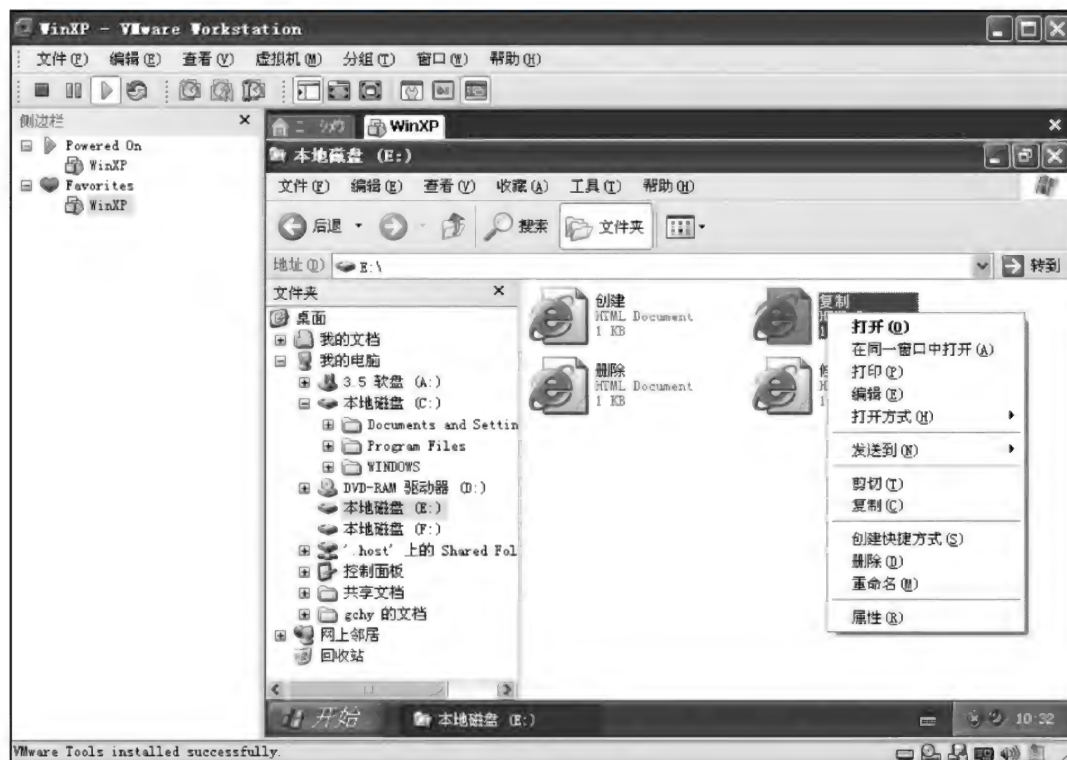 WinXP - VMware Workstation
文件(F) 编辑(E) 查看(V) 虚拟机(M) 分组(T) 窗口(W) 帮助(H)
侧边栏
WinXP
Powered On
WinXP
Favorites
WinXP
本地磁盘 (E:)
文件(F) 编辑(E) 查看(V) 收藏(A) 工具(T) 帮助(H)
后退 搜索 文件夹
地址(D) E:\ 转到
文件夹
桌面
我的文档
我的电脑
3.5 软盘 (A:)
本地磁盘 (C:)
Documents and Settin
Program Files
WINDOWS
DVD-RAM 驱动器 (D:)
本地磁盘 (E:)
本地磁盘 (F:)
'.host' 上的 Shared Fol
控制面板
共享文档
gchy 的文档
网上邻居
回收站
创建
HTML Document
1 KB
复制
删除
HTML Document
1 KB
打开(O)
在同一窗口中打开(A)
打印(P)
编辑(E)
打开方式(H)
发送到(N)
剪切(T)
复制(C)
创建快捷方式(S)
删除(D)
重命名(M)
属性(R)
开始 本地磁盘 (E:) 10:32
VMware Tools installed successfully.